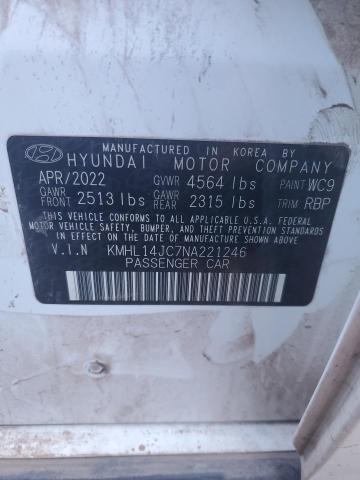 MANUFACTURED IN KOREA BY
HYUNDAI MOTOR COMPANY
APR/2022 GVWR 4564 lbs PAINT WC9
GAWR FRONT 2513 lbs GAWR REAR 2315 lbs TRIM RBP
THIS VEHICLE CONFORMS TO ALL APPLICABLE U.S.A. FEDERAL
MOTOR VEHICLE SAFETY, BUMPER, AND THEFT PREVENTION
STANDARDS IN EFFECT ON THE DATE OF MANUFACTURE SHOWN ABOVE.
V.I.N KMHL14JC7NA221246
PASSENGER CAR